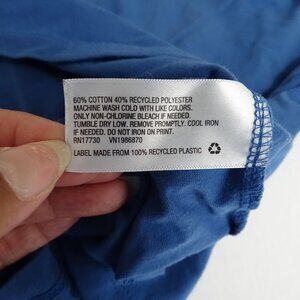 60% COTTON 40% RECYCLED POLYESTER
MACHINE WASH COLD WITH LIKE COLORS.
ONLY NON-CHLORINE BLEACH IF NEEDED.
TUMBLE DRY LOW. REMOVE PROMPTLY. COOL IRON
IF NEEDED. DO NOT IRON ON PRINT.
RN17730 VN1986870
LABEL MADE FROM 100% RECYCLED PLASTIC